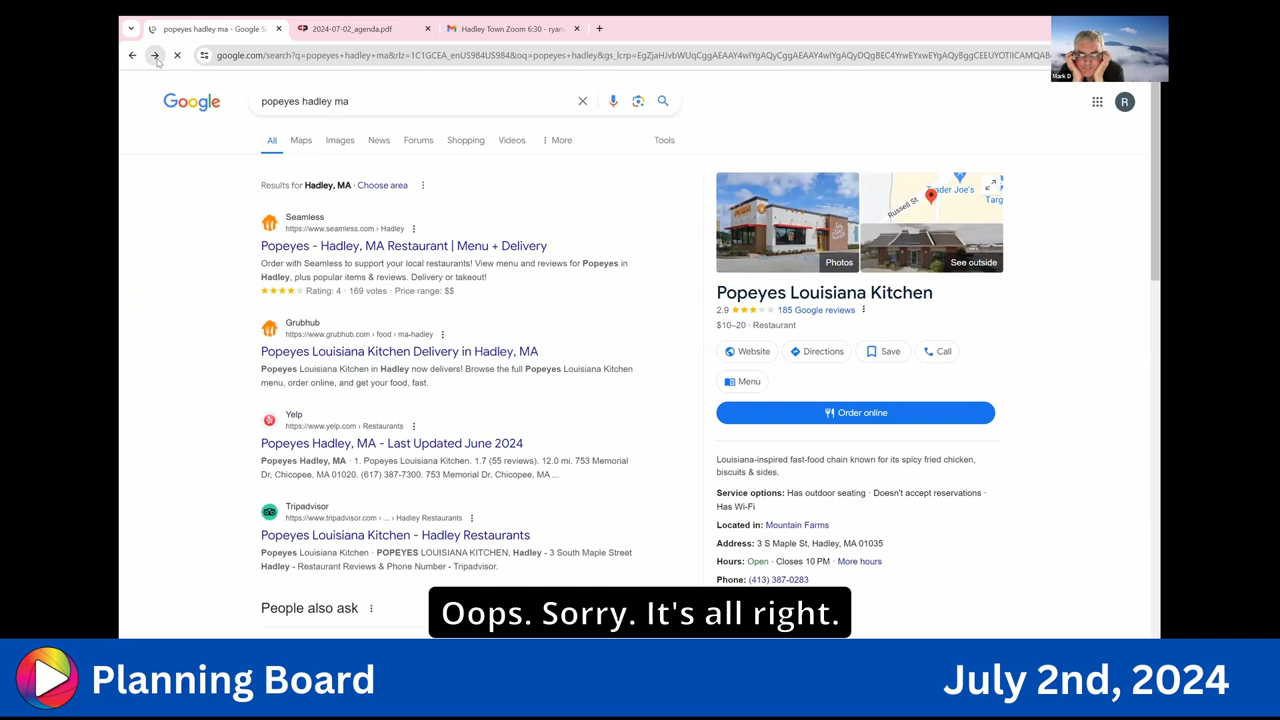 popeyes hadley ma - Google S
2024-07-02_agenda.pdf
Hadley Town Zoom 6:30 - ryan
google.com/search?q=popeyes+hadley+ma&rlz=1C1GCEA_enUS984US984&oq=popeyes+hadley&gs_lcrp=
Mark D
Google
popeyes hadley ma
R
All
Maps
Images
News
Forums
Shopping
Videos
More
Tools
Results for Hadley, MA · Choose area
Seamless
https://www.seamless.com › Hadley
Popeyes - Hadley, MA Restaurant | Menu + Delivery
Order with Seamless to support your local restaurants! View menu and reviews for Popeyes in
Hadley, plus popular items & reviews. Delivery or takeout!
Rating: 4 · 169 votes · Price range: $$
Grubhub
https://www.grubhub.com › food › ma-hadley
Popeyes Louisiana Kitchen Delivery in Hadley, MA
Popeyes Louisiana Kitchen in Hadley now delivers! Browse the full Popeyes Louisiana Kitchen
menu, order online, and get your food, fast.
Yelp
https://www.yelp.com › Restaurants
Popeyes Hadley, MA - Last Updated June 2024
Popeyes Hadley, MA · 1. Popeyes Louisiana Kitchen. 1.7 (55 reviews). 12.0 mi. 753 Memorial
Dr, Chicopee, MA 01020. (617) 387-7300. 753 Memorial Dr, Chicopee, MA ...
Tripadvisor
https://www.tripadvisor.com › ... › Hadley Restaurants
Popeyes Louisiana Kitchen - Hadley Restaurants
Popeyes Louisiana Kitchen · POPEYES LOUISIANA KITCHEN, Hadley - 3 South Maple Street
Hadley - Restaurant Reviews & Phone Number - Tripadvisor.
People also ask
Trader Joe's
Russell St
Targ
Photos
See outside
Popeyes Louisiana Kitchen
2.9 185 Google reviews
$10–20 · Restaurant
Website
Directions
Save
Call
Menu
Order online
Louisiana-inspired fast-food chain known for its spicy fried chicken,
biscuits & sides.
Service options: Has outdoor seating · Doesn't accept reservations ·
Has Wi-Fi
Located in: Mountain Farms
Address: 3 S Maple St, Hadley, MA 01035
Hours: Open · Closes 10 PM · More hours
Phone: (413) 387-0283
Oops. Sorry. It's all right.
Planning Board
July 2nd, 2024